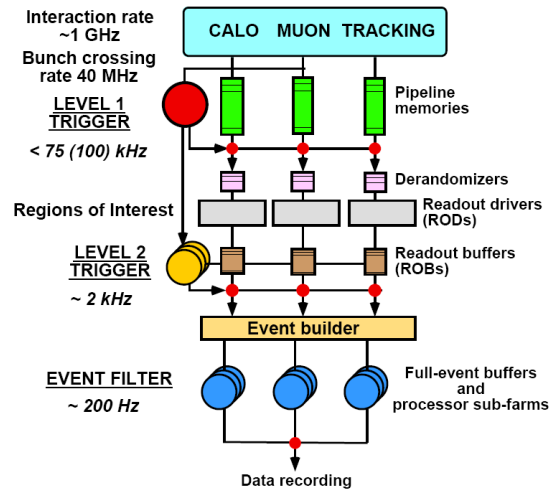 Interaction rate
~1 GHz
CALO MUON TRACKING
Bunch crossing
rate 40 MHz
Pipeline
memories
LEVEL 1
TRIGGER
< 75 (100) kHz
Derandomizers
Regions of Interest
Readout drivers
(RODs)
LEVEL 2
TRIGGER
Readout buffers
(ROBs)
~ 2 kHz
Event builder
EVENT FILTER
~ 200 Hz
Full-event buffers
and
processor sub-farms
Data recording